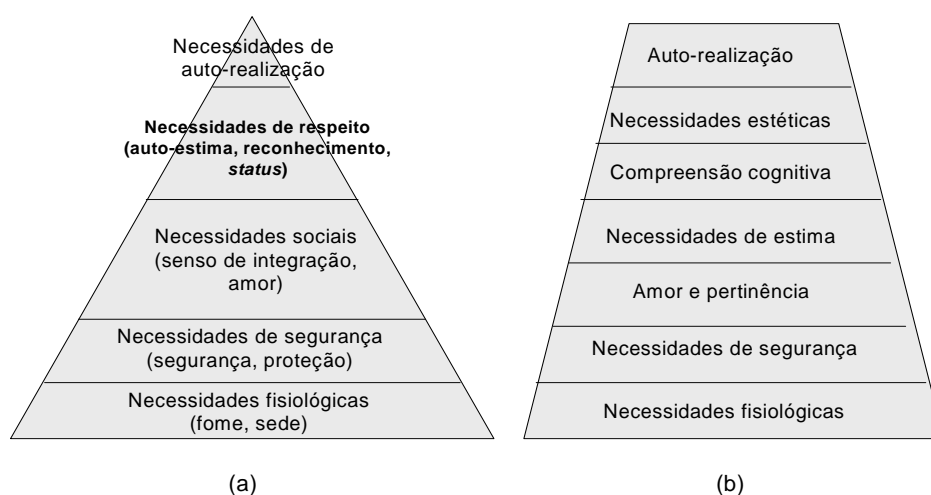 Necessidades de
auto-realização
Necessidades de respeito
(auto-estima, reconhecimento,
status)
Necessidades sociais
(senso de integração,
amor)
Necessidades de segurança
(segurança, proteção)
Necessidades fisiológicas
(fome, sede)
(a)
Auto-realização
Necessidades estéticas
Compreensão cognitiva
Necessidades de estima
Amor e pertinência
Necessidades de segurança
Necessidades fisiológicas
(b)